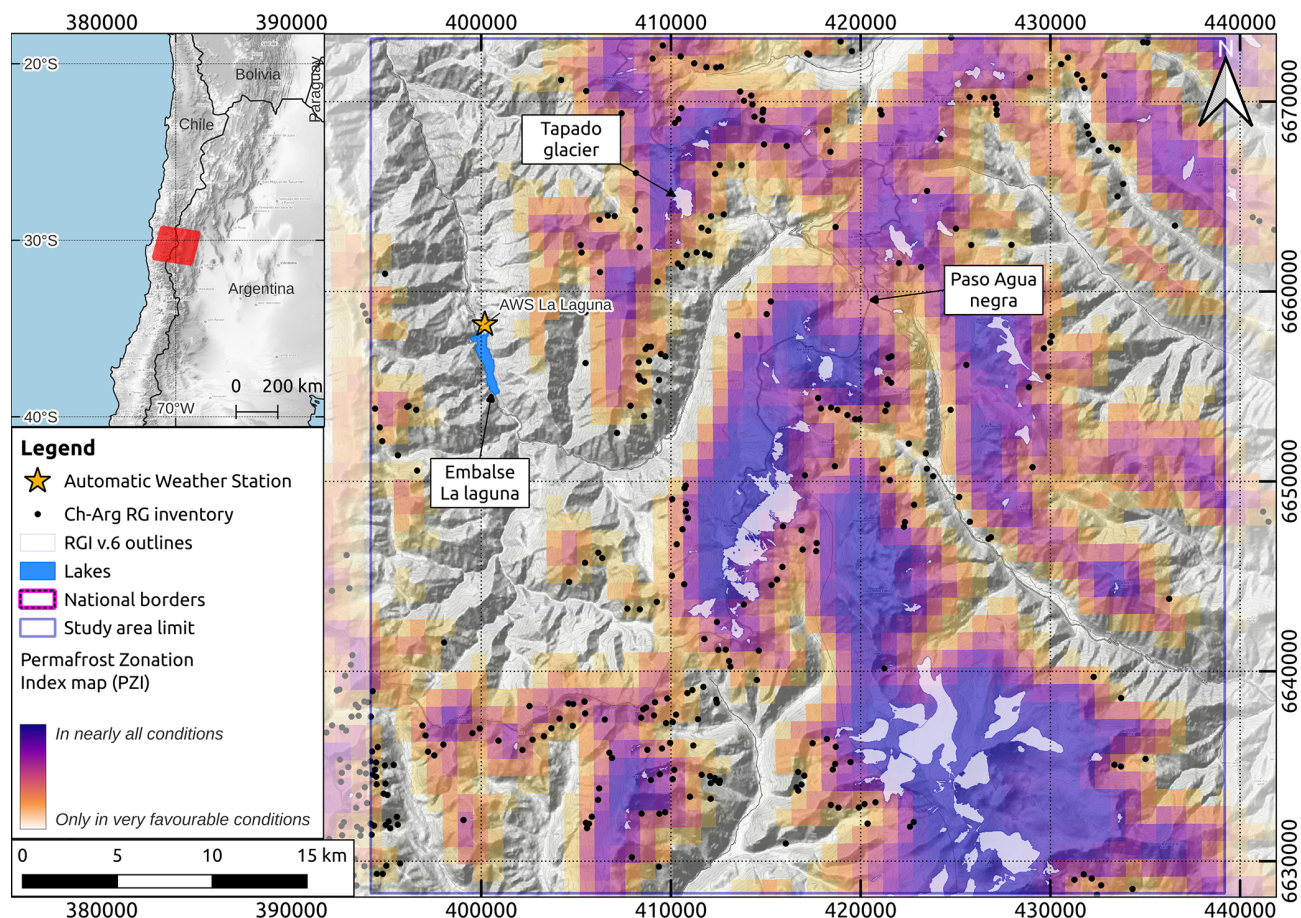 380000 390000 400000 410000 420000 430000 440000
20°S
Bolivia
Paraguay
Chile
30°S
Argentina
0 200 km
70°W
40°S
N
Tapado
glacier
Paso Agua
negra
AWS La Laguna
Embalse
La laguna
6670000
6660000
6650000
6640000
6630000
Legend
Automatic Weather Station
Ch-Arg RG inventory
RGI v.6 outlines
Lakes
National borders
Study area limit
Permafrost Zonation
Index map (PZI)
In nearly all conditions
Only in very favourable conditions
0 5 10 15 km
380000 390000 400000 410000 420000 430000 440000